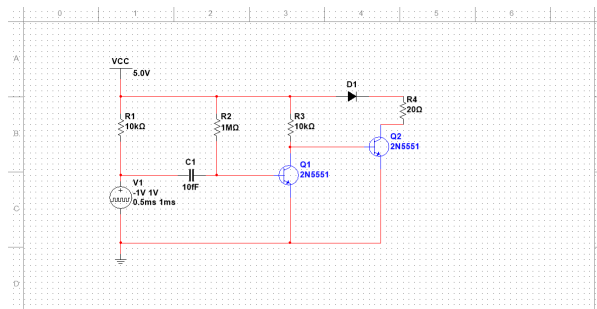 0 1 2 3 4 5 6
A
VCC
5.0V
D1
R4
20Ω
R1
10kΩ
R2
1MΩ
R3
10kΩ
B
Q2
2N5551
C1
10fF
Q1
2N5551
V1
-1V 1V
0.5ms 1ms
C
D